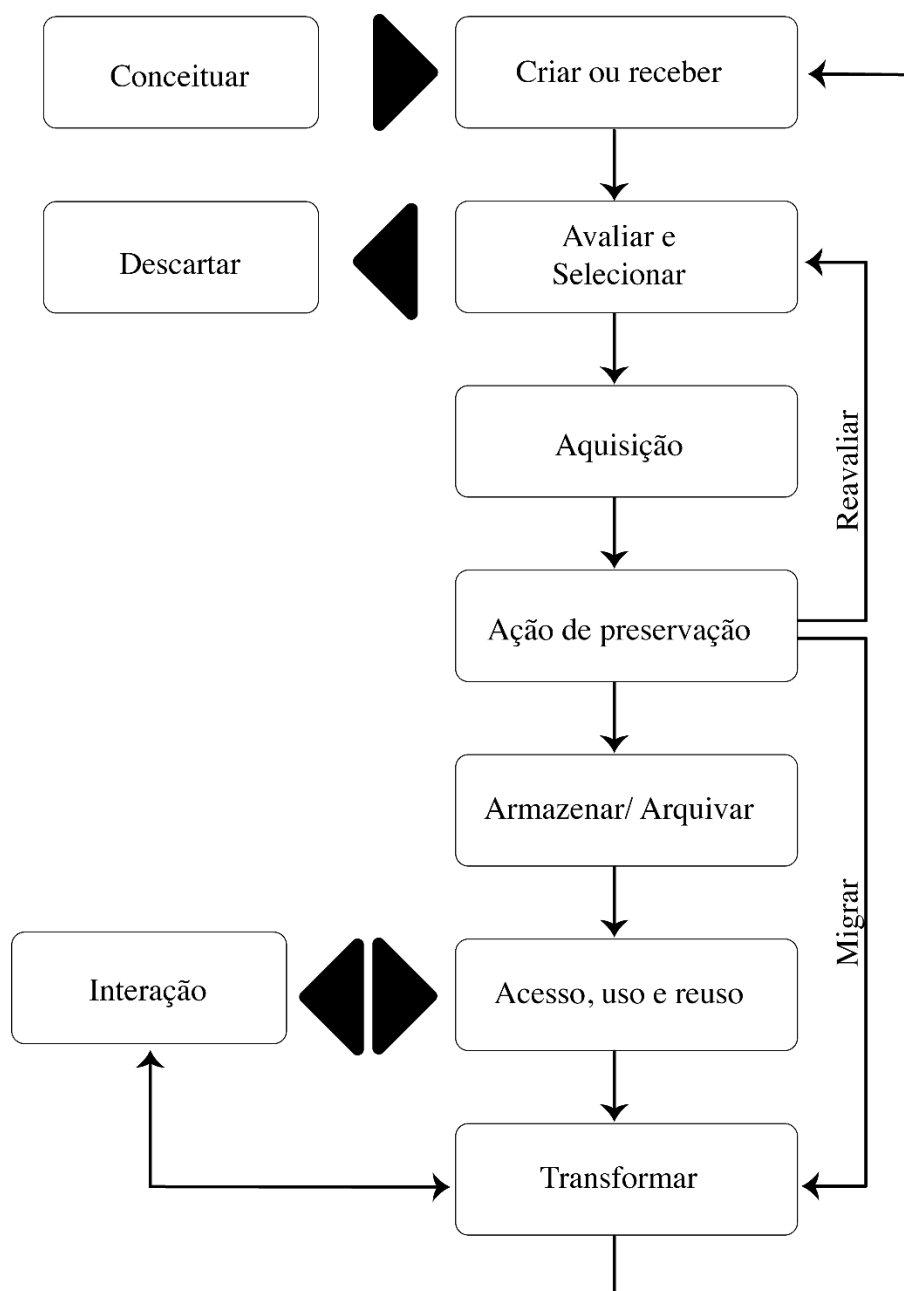 Conceituar
Criar ou receber
Descartar
Avaliar e
Selecionar
Aquisição
Reavaliar
Ação de preservação
Armazenar/ Arquivar
Migrar
Interação
Acesso, uso e reuso
Transformar